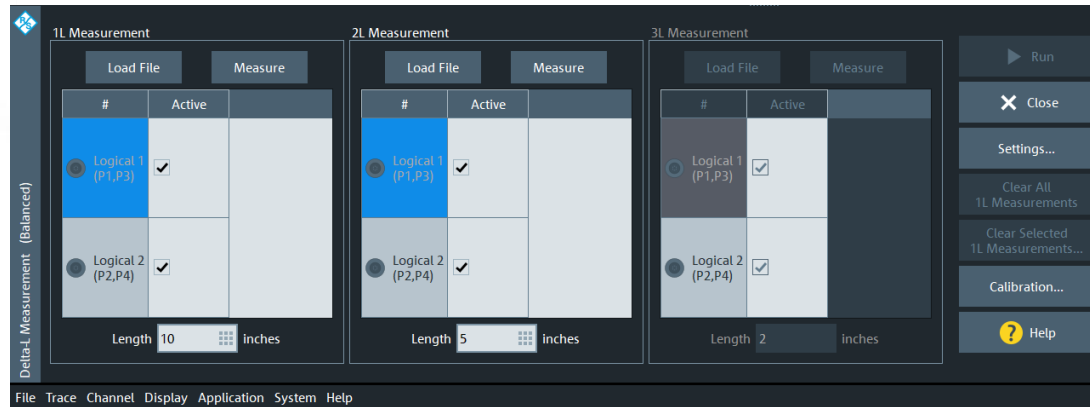 Delta-L Measurement (Balanced)
1L Measurement
Load File
Measure
#
Active
Logical 1
(P1,P3)
Logical 2
(P2,P4)
Length
10
inches
2L Measurement
Load File
Measure
#
Active
Logical 1
(P1,P3)
Logical 2
(P2,P4)
Length
5
inches
3L Measurement
Load File
Measure
#
Active
Logical 1
(P1,P3)
Logical 2
(P2,P4)
Length
2
inches
Run
Close
Settings...
Clear All
1L Measurements
Clear Selected
1L Measurements...
Calibration...
? Help
File Trace Channel Display Application System Help